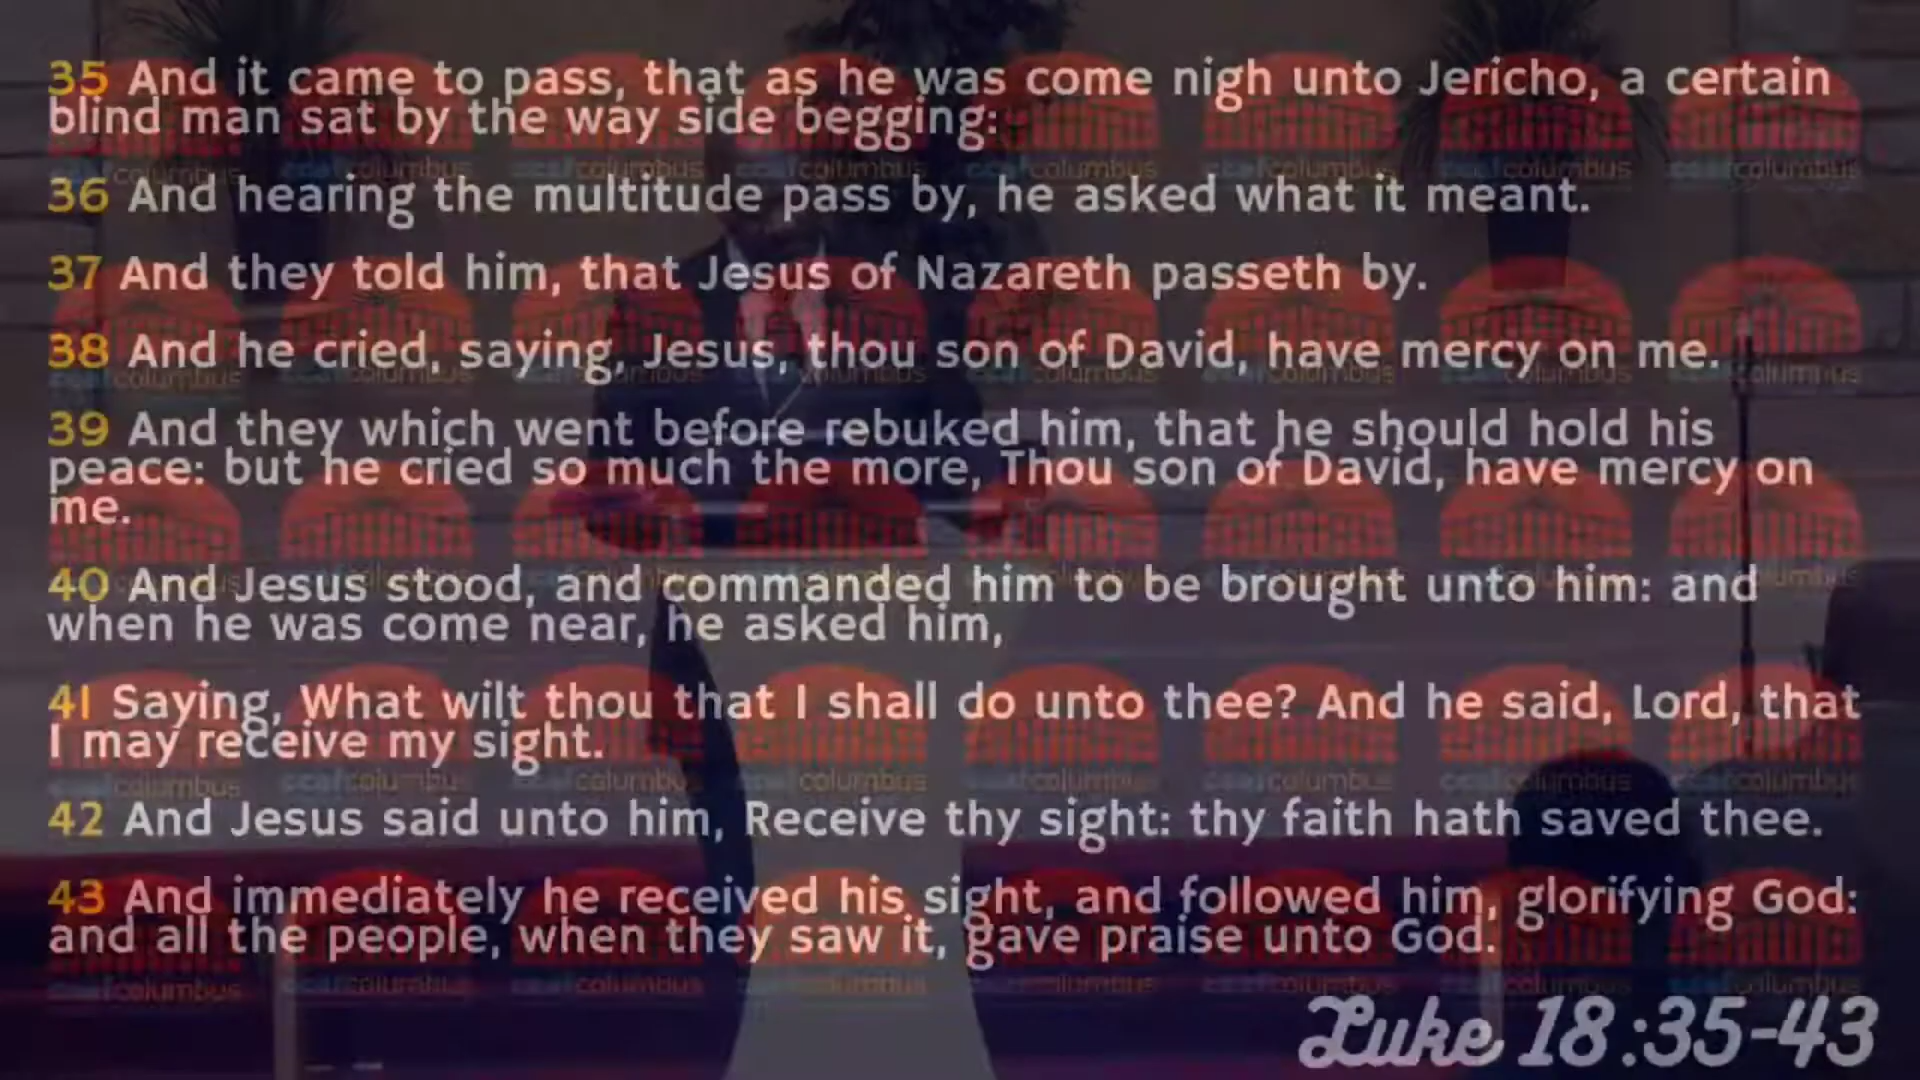 35 And it came to pass, that as he was come nigh unto Jericho, a certain
blind man sat by the way side begging:
36 And hearing the multitude pass by, he asked what it meant.
37 And they told him, that Jesus of Nazareth passeth by.
38 And he cried, saying, Jesus, thou son of David, have mercy on me.
39 And they which went before rebuked him, that he should hold his
peace: but he cried so much the more, Thou son of David, have mercy on
me.
40 And Jesus stood, and commanded him to be brought unto him: and
when he was come near, he asked him,
41 Saying, What wilt thou that I shall do unto thee? And he said, Lord, that
I may receive my sight.
42 And Jesus said unto him, Receive thy sight: thy faith hath saved thee.
43 And immediately he received his sight, and followed him, glorifying God:
and all the people, when they saw it, gave praise unto God.
Luke 18:35-43